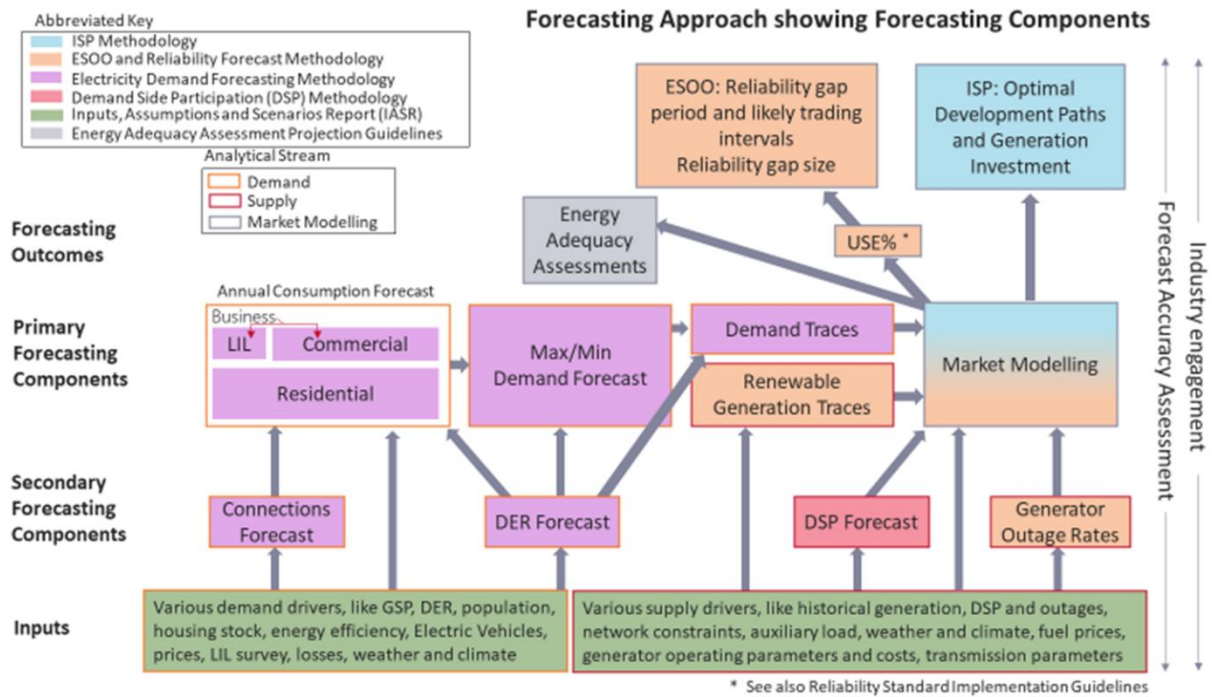 Forecasting Approach showing Forecasting Components
Abbreviated Key
ISP Methodology
ESOO and Reliability Forecast Methodology
Electricity Demand Forecasting Methodology
Demand Side Participation (DSP) Methodology
Inputs, Assumptions and Scenarios Report (IASR)
Energy Adequacy Assessment Projection Guidelines
Analytical Stream
Demand
Supply
Market Modelling
Forecasting
Outcomes
ESOO: Reliability gap
period and likely trading
intervals
Reliability gap size
ISP: Optimal
Development Paths
and Generation
Investment
Energy
Adequacy
Assessments
USE% *
Primary
Forecasting
Components
Annual Consumption Forecast
Business
LIL
Commercial
Residential
Max/Min
Demand Forecast
Demand Traces
Renewable
Generation Traces
Market Modelling
Secondary
Forecasting
Components
Connections
Forecast
DER Forecast
DSP Forecast
Generator
Outage Rates
Inputs
Various demand drivers, like GSP, DER, population,
housing stock, energy efficiency, Electric Vehicles,
prices, LIL survey, losses, weather and climate
Various supply drivers, like historical generation, DSP and outages,
network constraints, auxiliary load, weather and climate, fuel prices,
generator operating parameters and costs, transmission parameters
Forecast Accuracy Assessment
Industry engagement
* See also Reliability Standard Implementation Guidelines